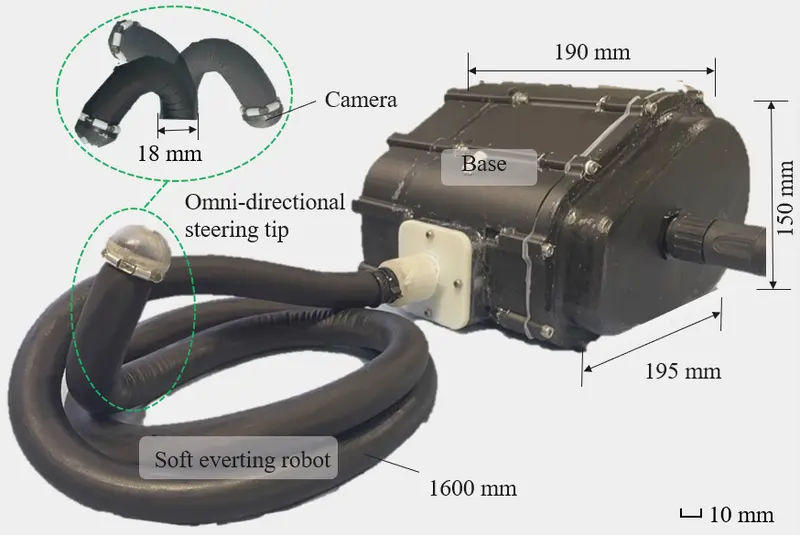 190 mm
Camera
18 mm
Base
150 mm
Omni-directional
steering tip
195 mm
Soft everting robot
1600 mm
10 mm